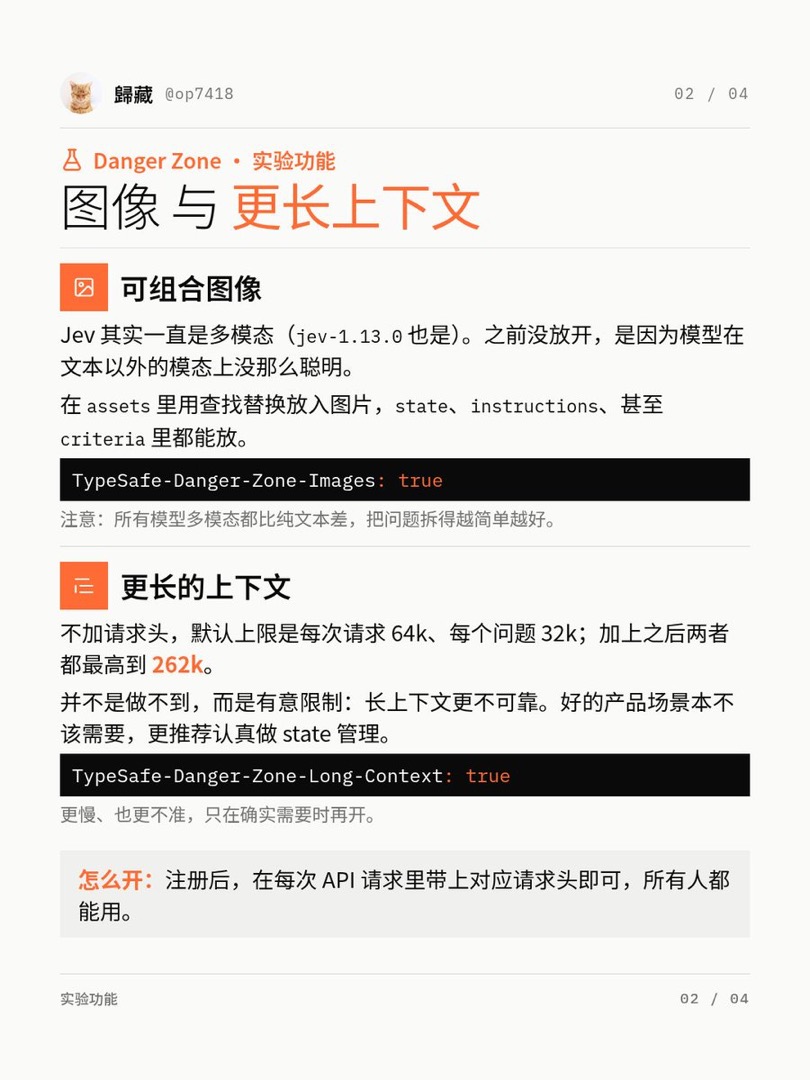 歸藏 @op7418 02 / 04
Danger Zone · 实验功能
图像 与 更长上下文
可组合图像
Jev 其实一直是多模态（jev-1.13.0 也是）。之前没放开，是因为模型在
文本以外的模态上没那么聪明。
在 assets 里用查找替换放入图片，state、instructions、甚至
criteria 里都能放。
TypeSafe-Danger-Zone-Images: true
注意：所有模型多模态都比纯文本差，把问题拆得越简单越好。
更长的上下文
不加请求头，默认上限是每次请求 64k、每个问题 32k；加上之后两者
都最高到 262k。
并不是做不到，而是有意限制：长上下文更不可靠。好的产品场景本不
该需要，更推荐认真做 state 管理。
TypeSafe-Danger-Zone-Long-Context: true
更慢、也更不准，只在确实需要时再开。
怎么开：注册后，在每次 API 请求里带上对应请求头即可，所有人都
能用。
实验功能 02 / 04